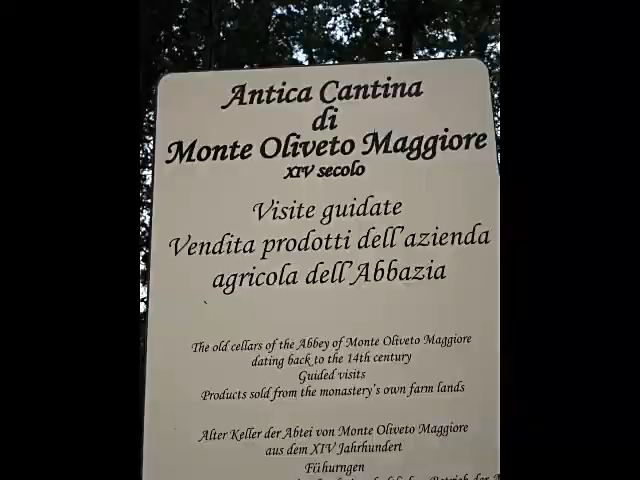 Antica Cantina
di
Monte Oliveto Maggiore
XIV secolo
Visite guidate
Vendita prodotti dell'azienda
agricola dell'Abbazia
The old cellars of the Abbey of Monte Oliveto Maggiore
dating back to the 14th century
Guided visits
Products sold from the monastery's own farm lands
Alter Keller der Abtei von Monte Oliveto Maggiore
aus dem XIV Jahrhundert
Fühurngen